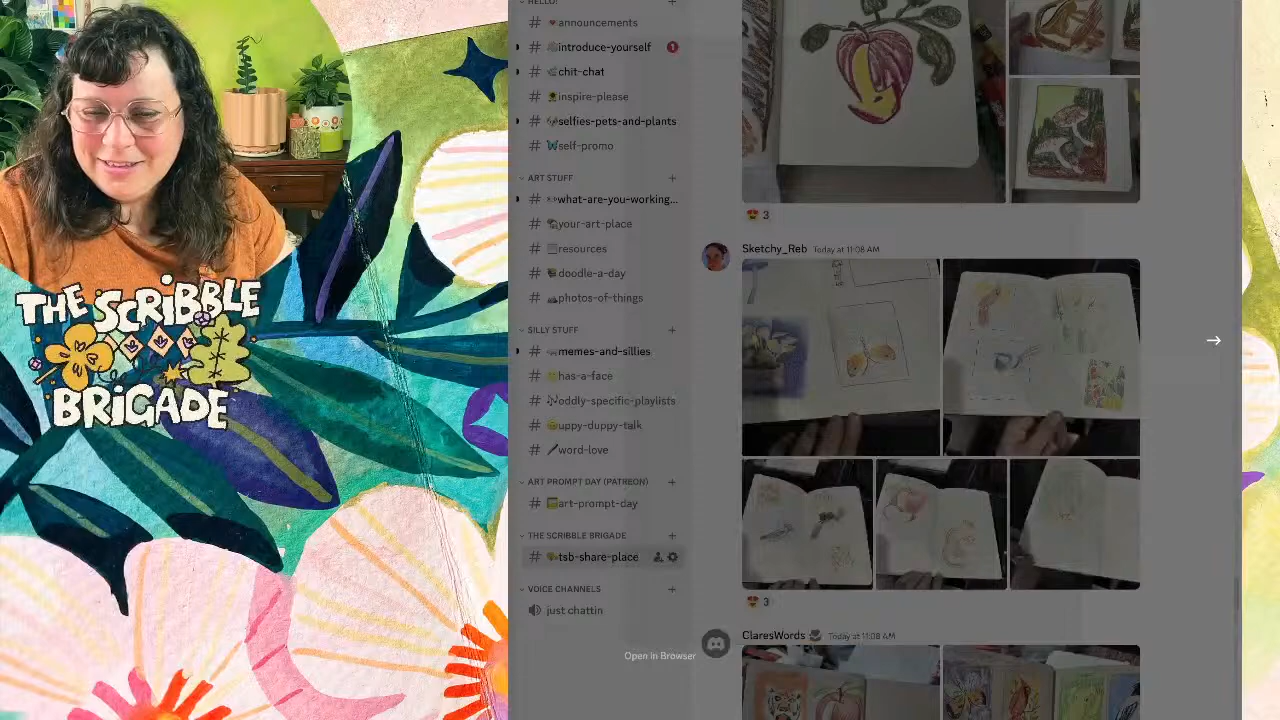 THE SCRIBBLE
BRIGADE
HELLO!
announcements
introduce-yourself 1
chit-chat
inspire-please
selfies-pets-and-plants
self-promo
ART STUFF
what-are-you-working...
your-art-place
resources
doodle-a-day
photos-of-things
SILLY STUFF
memes-and-sillies
has-a-face
oddly-specific-playlists
uppy-duppy-talk
word-love
ART PROMPT DAY (PATREON)
art-prompt-day
THE SCRIBBLE BRIGADE
tsb-share-place
VOICE CHANNELS
just chattin
3
Sketchy_Reb Today at 11:08 AM
3
ClaresWords Today at 11:08 AM
Open in Browser